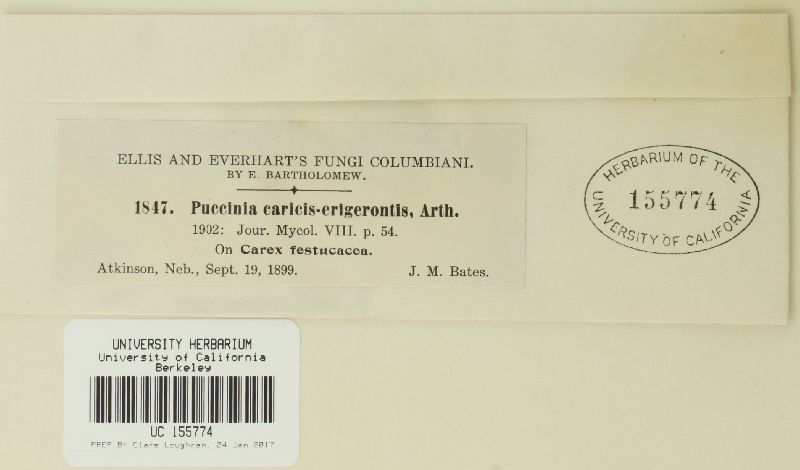 ELLIS AND EVERHART'S FUNGI COLUMBIANI.
BY E. BARTHOLOMEW.
1847. Puccinia caricis-erigerontis, Arth.
1902: Jour. Mycol. VIII. p. 54.
On Carex festucacea.
Atkinson, Neb., Sept. 19, 1899. J. M. Bates.
HERBARIUM OF THE
155774
UNIVERSITY OF CALIFORNIA
UNIVERSITY HERBARIUM
University of California
Berkeley
UC 155774
PREP BY Clare Loughran, 24 Jan 2017